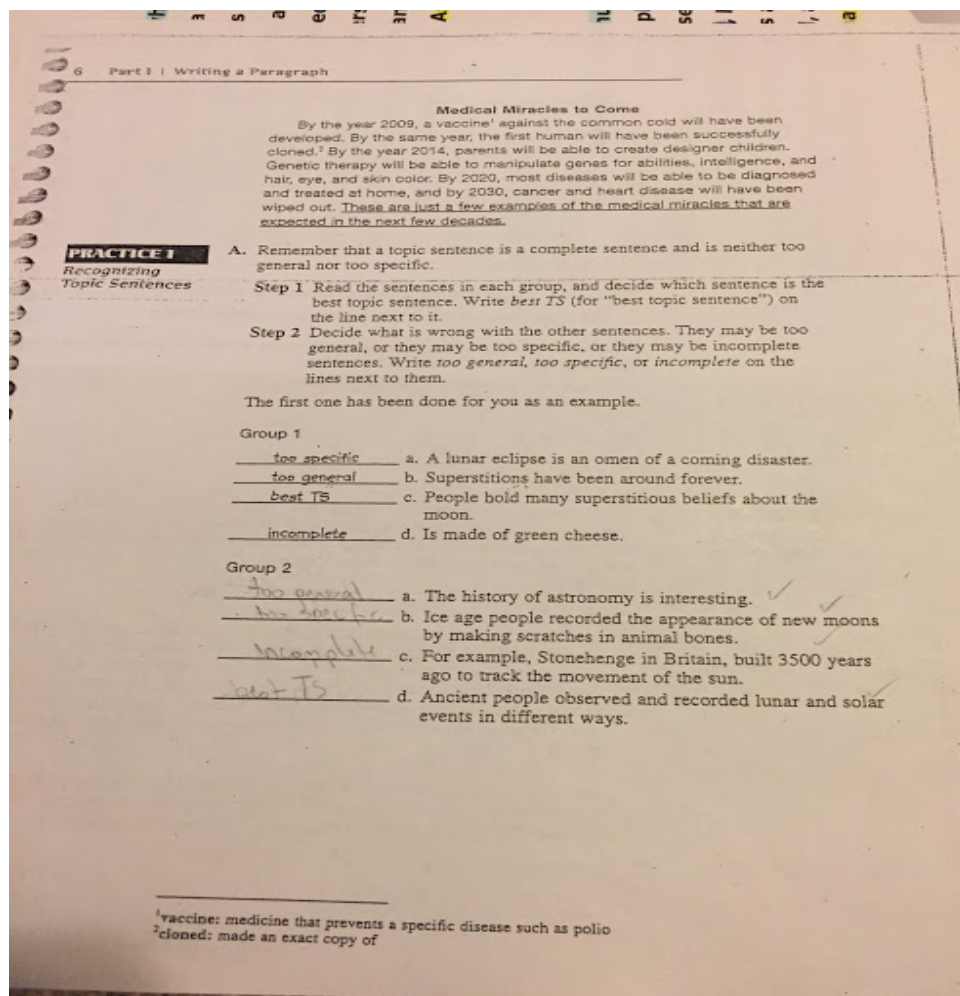 6 Part I | Writing a Paragraph
Medical Miracles to Come
By the year 2009, a vaccine¹ against the common cold will have been
developed. By the same year, the first human will have been successfully
cloned.² By the year 2014, parents will be able to create designer children.
Genetic therapy will be able to manipulate genes for abilities, intelligence, and
hair, eye, and skin color. By 2020, most diseases will be able to be diagnosed
and treated at home, and by 2030, cancer and heart disease will have been
wiped out. These are just a few examples of the medical miracles that are
expected in the next few decades.
PRACTICE 1
Recognizing
Topic Sentences
A. Remember that a topic sentence is a complete sentence and is neither too
general nor too specific.
Step 1 Read the sentences in each group, and decide which sentence is the
best topic sentence. Write best TS (for "best topic sentence") on
the line next to it.
Step 2 Decide what is wrong with the other sentences. They may be too
general, or they may be too specific, or they may be incomplete
sentences. Write too general, too specific, or incomplete on the
lines next to them.
The first one has been done for you as an example.
Group 1
too specific a. A lunar eclipse is an omen of a coming disaster.
too general b. Superstitions have been around forever.
best TS c. People hold many superstitious beliefs about the
moon.
incomplete d. Is made of green cheese.
Group 2
too general a. The history of astronomy is interesting.
too specific b. Ice age people recorded the appearance of new moons
by making scratches in animal bones.
Incomplete c. For example, Stonehenge in Britain, built 3500 years
ago to track the movement of the sun.
best TS d. Ancient people observed and recorded lunar and solar
events in different ways.
¹vaccine: medicine that prevents a specific disease such as polio
²cloned: made an exact copy of